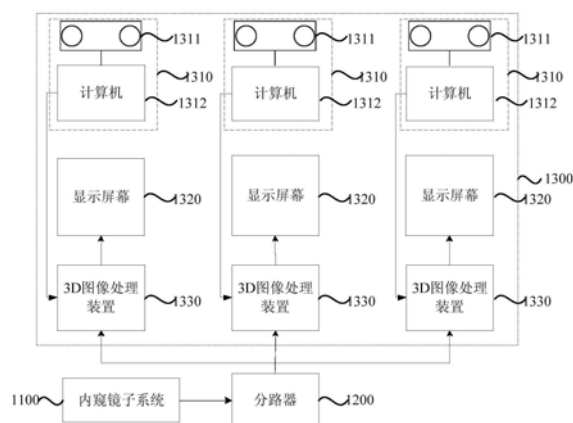 1311 1311 1311
计算机 1310 计算机 1310 计算机 1310
1312 1312 1312
1300
显示屏幕 1320 显示屏幕 1320 显示屏幕 1320
3D图像处理 3D图像处理 3D图像处理
装置 1330 装置 1330 装置 1330
1100 内窥镜子系统 分路器 1200